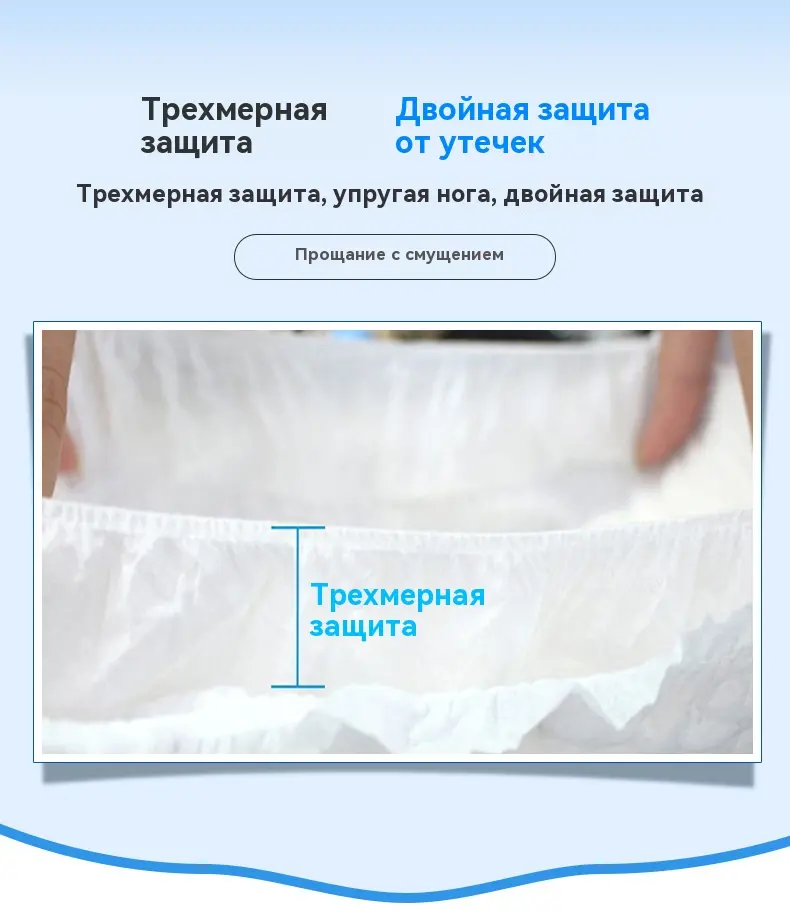 Трехмерная
защита
Двойная защита
от утечек
Трехмерная защита, упругая нога, двойная защита
Прощание с смущением
Трехмерная
защита